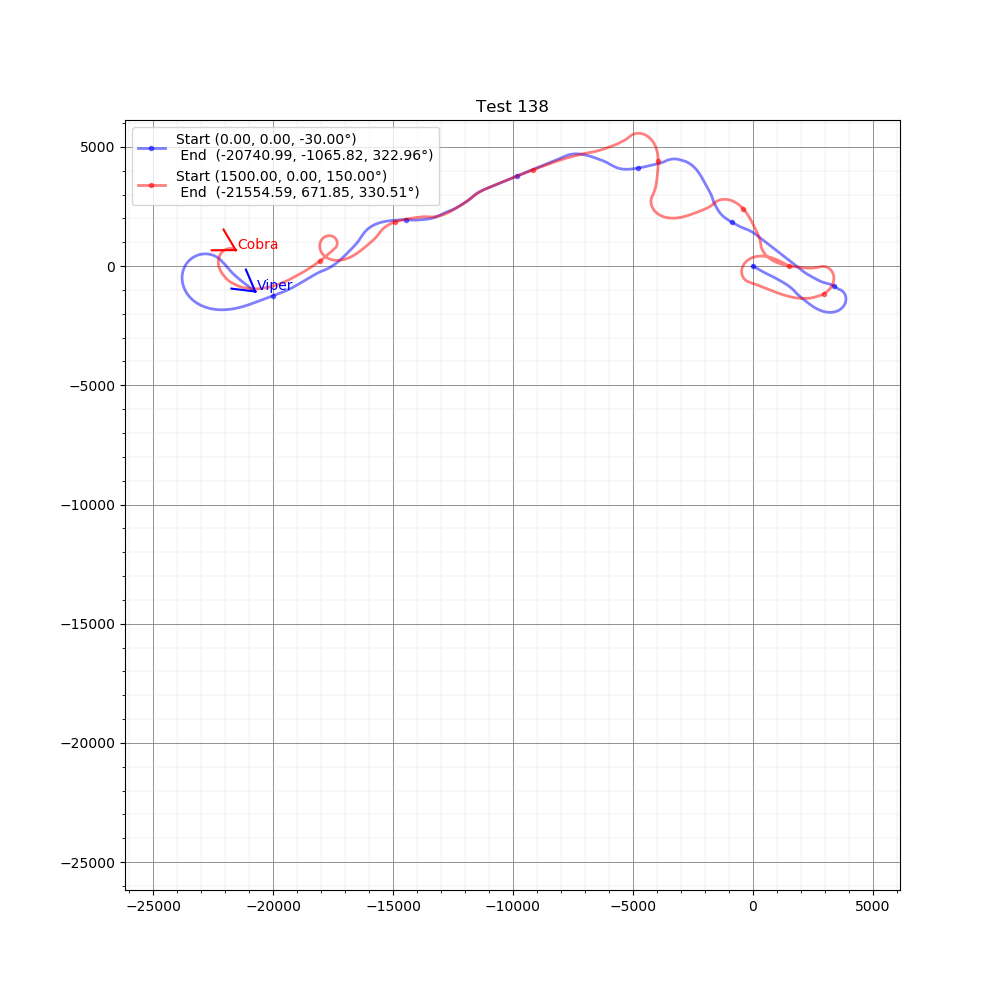 Test 138
Start (0.00, 0.00, -30.00°)
End (-20740.99, -1065.82, 322.96°)
Start (1500.00, 0.00, 150.00°)
End (-21554.59, 671.85, 330.51°)
Cobra
Viper
5000
0
−5000
−10000
−15000
−20000
−25000
−25000 −20000 −15000 −10000 −5000 0 5000